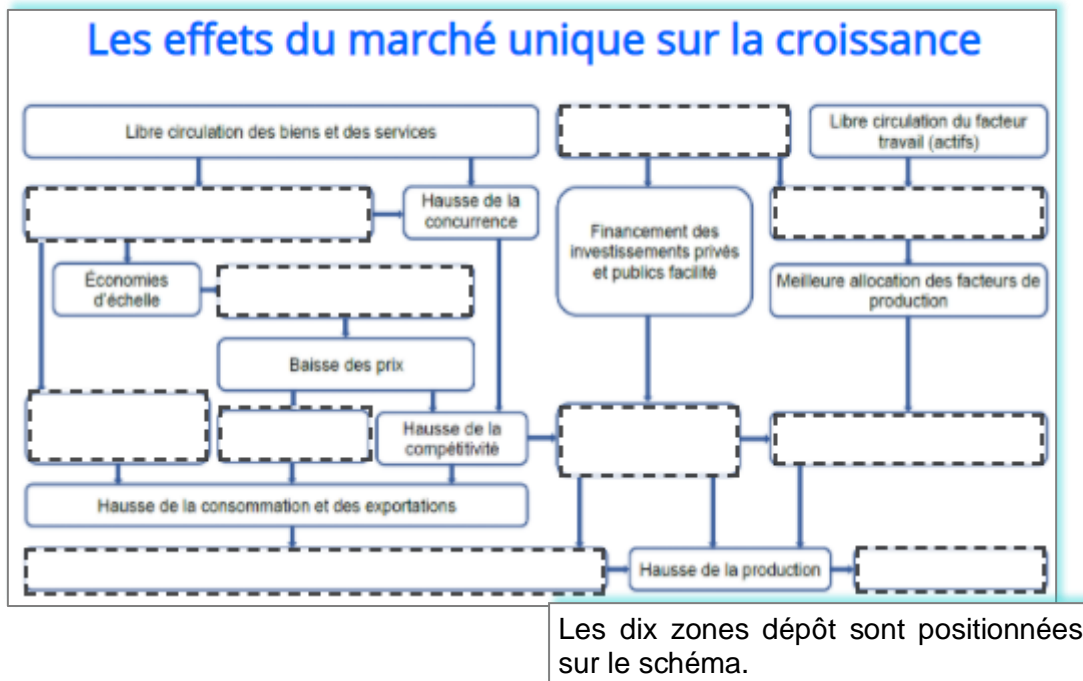 Les effets du marché unique sur la croissance
Libre circulation des biens et des services
Libre circulation du facteur
travail (actifs)
Hausse de la
concurrence
Financement des
investissements privés
et publics facilité
Économies
d'échelle
Meilleure allocation des facteurs de
production
Baisse des prix
Hausse de la
compétitivité
Hausse de la consommation et des exportations
Hausse de la production
Les dix zones dépôt sont positionnées
sur le schéma.